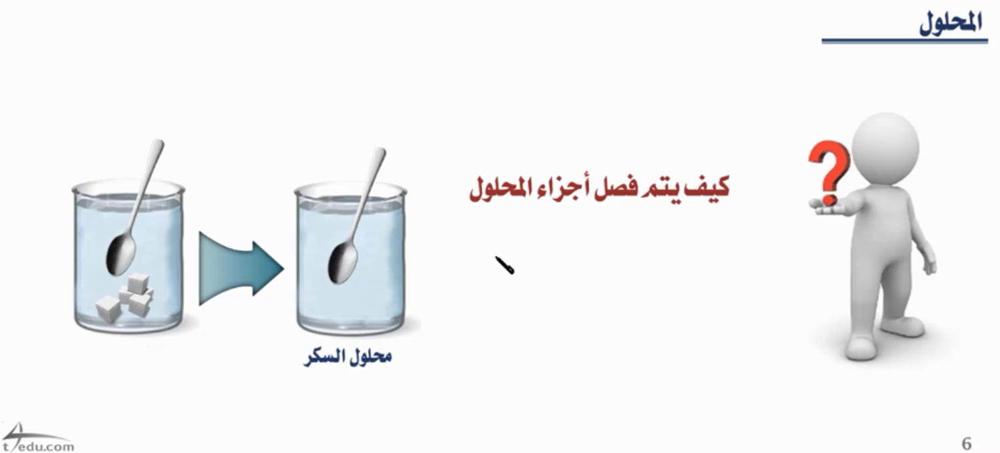 المحلول
كيف يتم فصل أجزاء المحلول
محلول السكر
t4edu.com
6